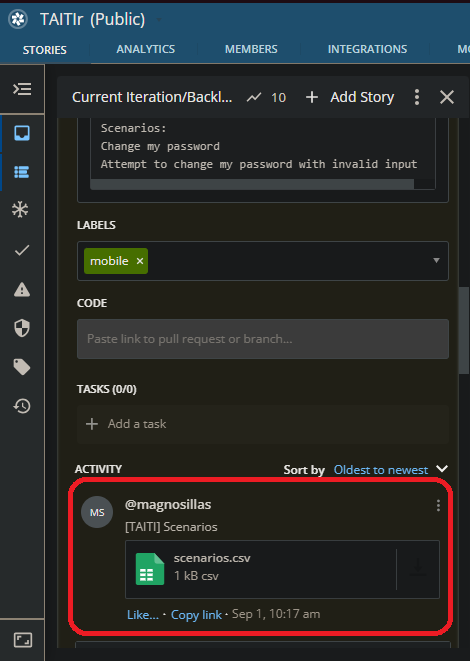 TAITIr (Public)
STORIES
ANALYTICS
MEMBERS
INTEGRATIONS
MO
Current Iteration/Backl...
10
+ Add Story
Scenarios:
Change my password
Attempt to change my password with invalid input
LABELS
mobile ×
CODE
Paste link to pull request or branch...
TASKS (0/0)
+ Add a task
ACTIVITY
Sort by Oldest to newest
MS
@magnosillas
[TAITI] Scenarios
scenarios.csv
1 kB csv
Like... · Copy link · Sep 1, 10:17 am